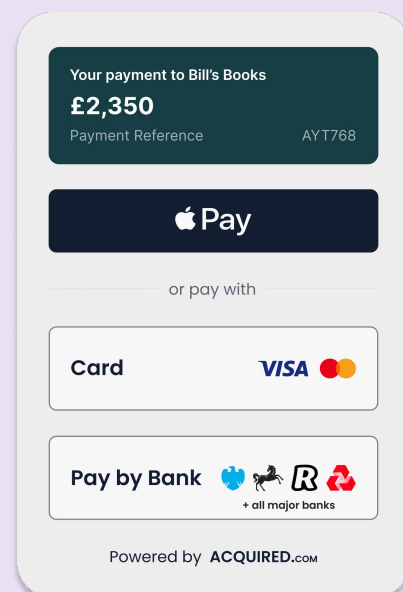 Your payment to Bill's Books
£2,350
Payment Reference AYT768
Pay
or pay with
Card VISA
Pay by Bank R
+ all major banks
Powered by ACQUIRED.COM